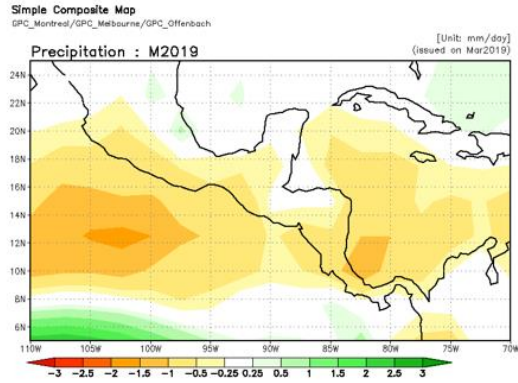 Simple Composite Map
GPC_Montreal/GPC_Melbourne/GPC_Offenbach
[Unit: mm/day]
Precipitation : M2019
(issued on Mar2019)
24N
22N
20N
18N
16N
14N
12N
10N
8N
6N
110W 105W 100W 95W 90W 85W 80W 75W 70W
-3 -2.5 -2 -1.5 -1 -0.5 -0.25 0.25 0.5 1 1.5 2 2.5 3